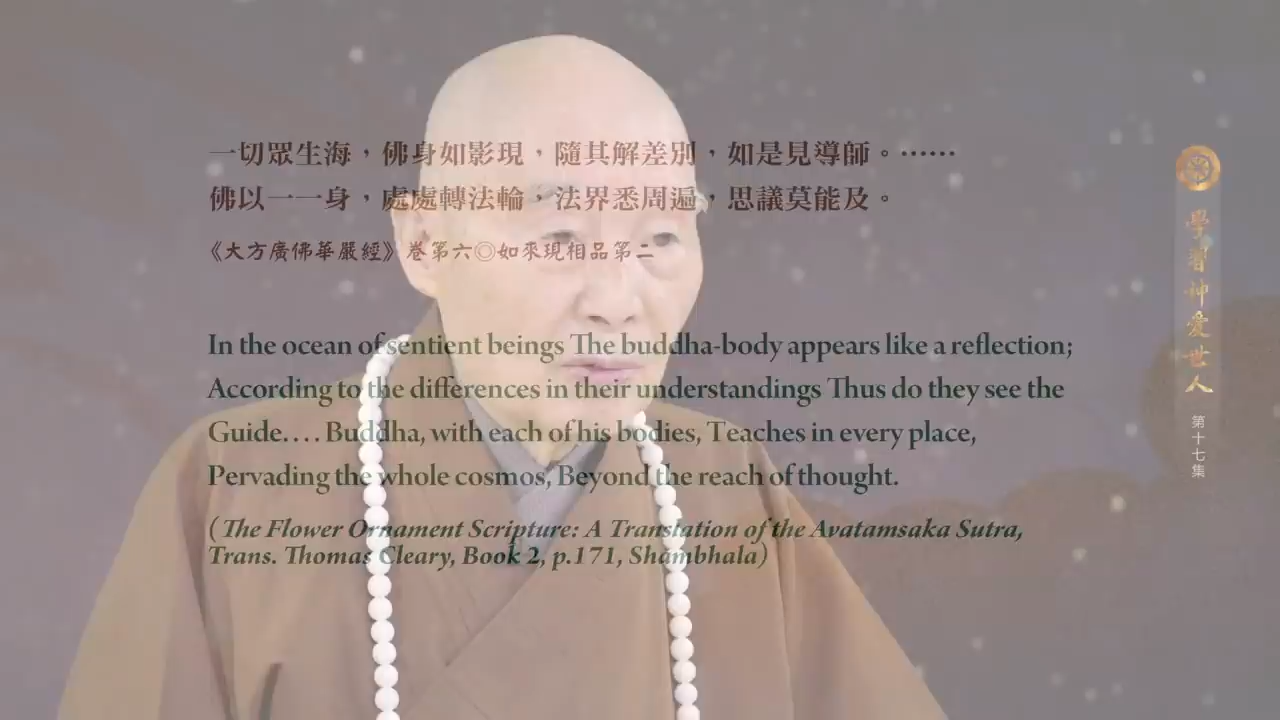 一切眾生海，佛身如影現，隨其解差別，如是見導師。⋯⋯
佛以一一身，處處轉法輪，法界悉周遍，思議莫能及。
《大方廣佛華嚴經》卷第六◎如來現相品第二
In the ocean of sentient beings The buddha-body appears like a reflection;
According to the differences in their understandings Thus do they see the
Guide.... Buddha, with each of his bodies, Teaches in every place,
Pervading the whole cosmos, Beyond the reach of thought.
(The Flower Ornament Scripture: A Translation of the Avatamsaka Sutra,
Trans. Thomas Cleary, Book 2, p.171, Shambhala)
學習神愛世人
第十七集